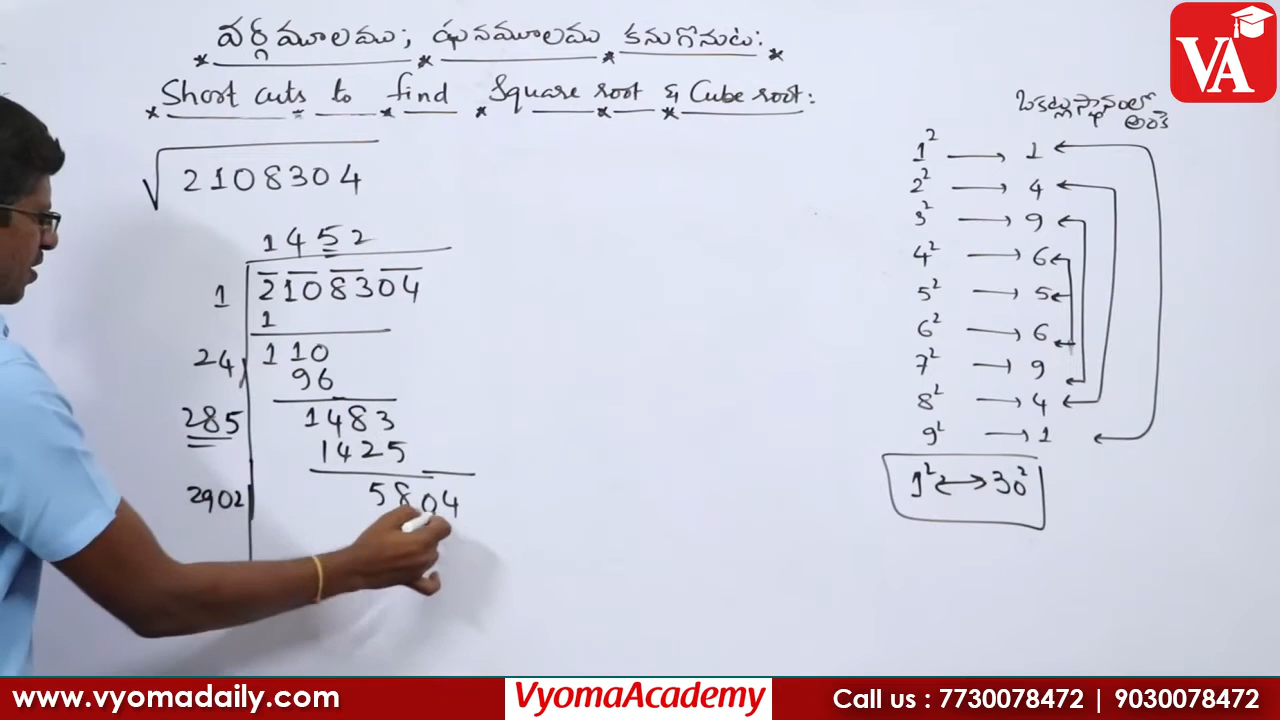 వర్గమూలము; ఘనమూలము కనుగొనుట:
Short cuts to find Square root & Cube root:
√2108304
1452
1 2108304
1
24 110
96
285 1483
1425
2902 5804
ఒకట్లు స్థానంలో
అంకె
1² → 1
2² → 4
3² → 9
4² → 6
5² → 5
6² → 6
7² → 9
8² → 4
9² → 1
1² ↔ 30²
VA
www.vyomadaily.com VyomaAcademy Call us : 7730078472 | 9030078472